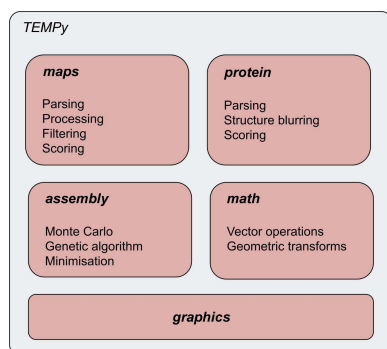 TEMPy
maps
Parsing
Processing
Filtering
Scoring
protein
Parsing
Structure blurring
Scoring
assembly
Monte Carlo
Genetic algorithm
Minimisation
math
Vector operations
Geometric transforms
graphics